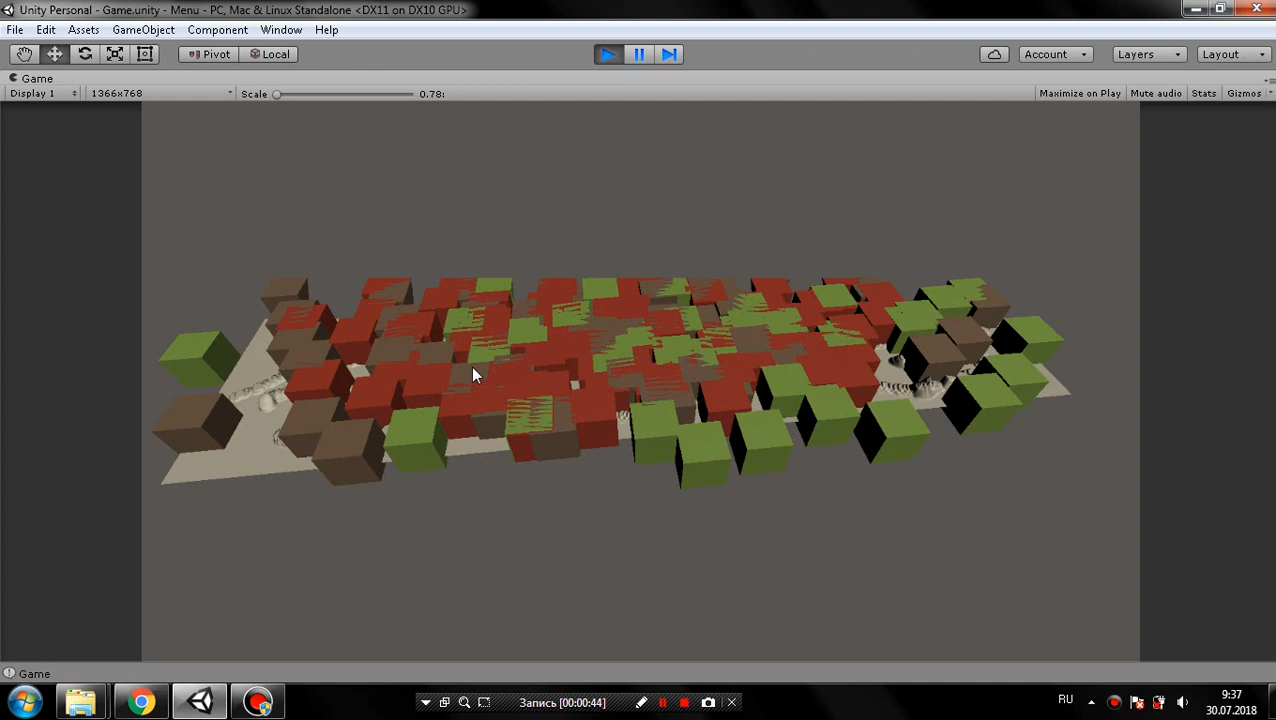 Unity Personal - Game.unity - Menu - PC, Mac & Linux Standalone <DX11 on DX10 GPU>
File Edit Assets GameObject Component Window Help
Pivot Local Account Layers Layout
Game
Display 1 1366x768 Scale 0.78: Maximize on Play Mute audio Stats Gizmos
Game
Запись [00:00:44]
RU
9:37
30.07.2018